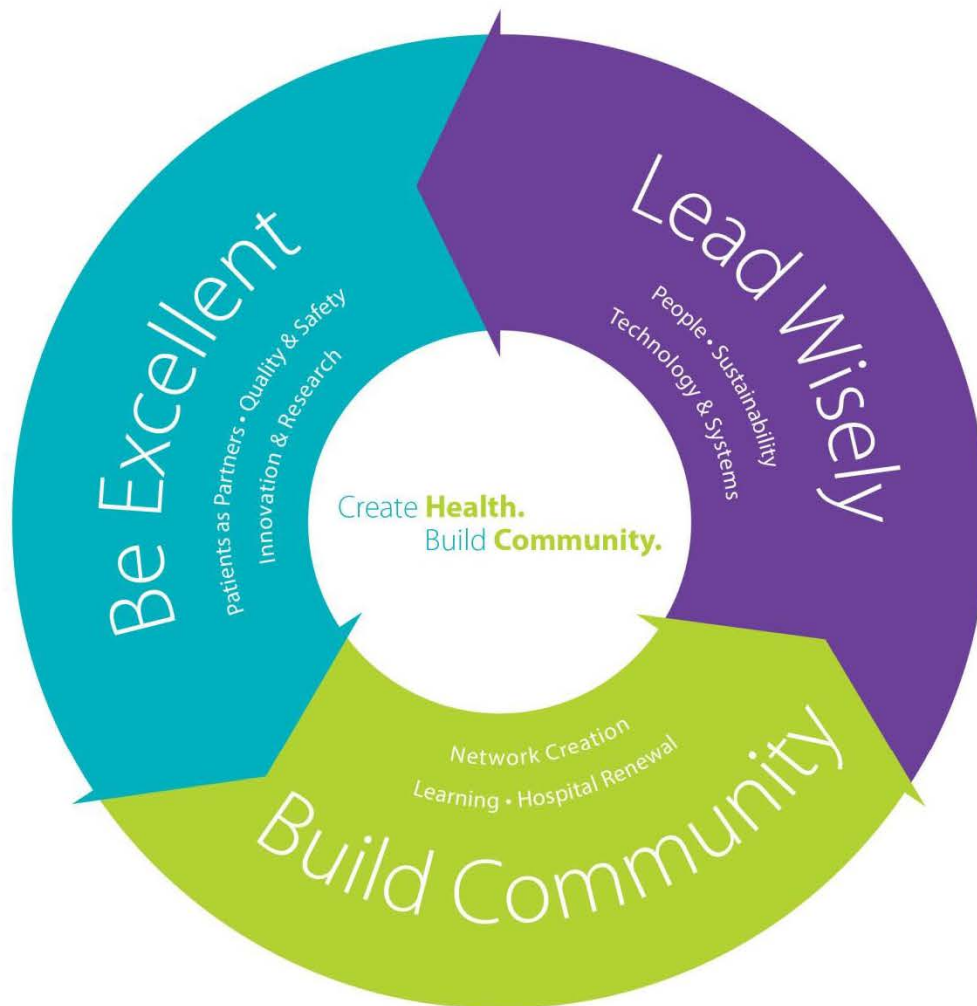 Be Excellent
Patients as Partners • Quality & Safety
Innovation & Research
Lead Wisely
People • Sustainability
Technology & Systems
Create Health.
Build Community.
Network Creation
Learning • Hospital Renewal
Build Community